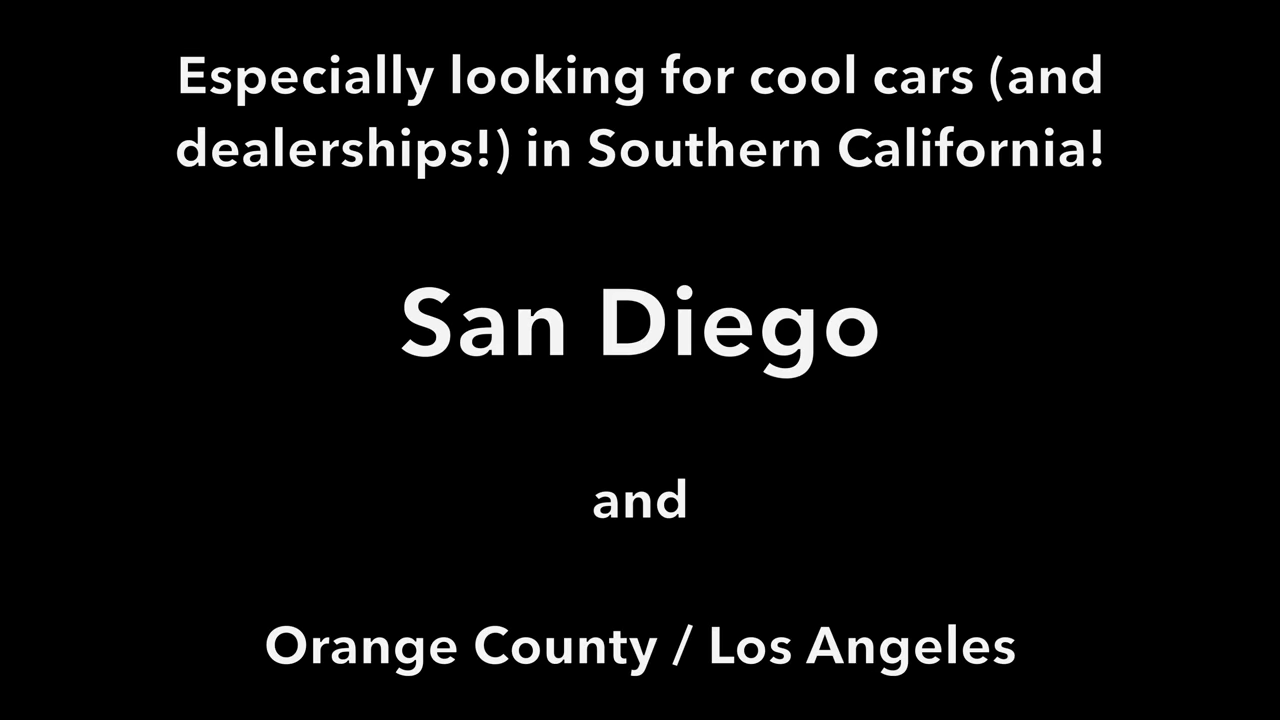 Especially looking for cool cars (and
dealerships!) in Southern California!
San Diego
and
Orange County / Los Angeles